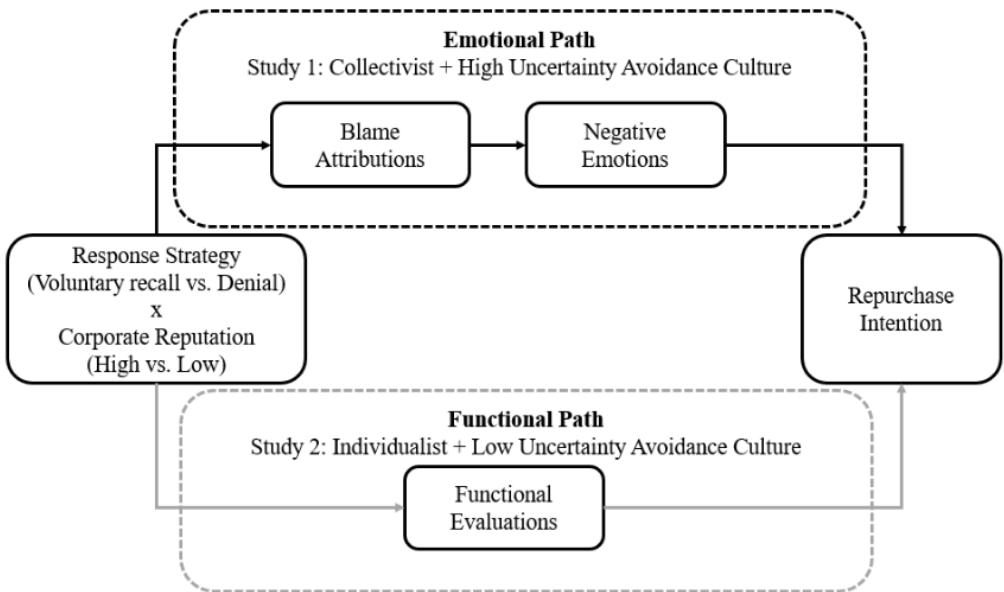 Emotional Path
Study 1: Collectivist + High Uncertainty Avoidance Culture
Blame
Attributions
Negative
Emotions
Response Strategy
(Voluntary recall vs. Denial)
x
Corporate Reputation
(High vs. Low)
Repurchase
Intention
Functional Path
Study 2: Individualist + Low Uncertainty Avoidance Culture
Functional
Evaluations